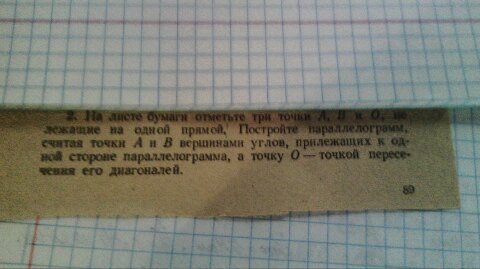 2. На листе бумаги отметьте три точки A, B и O, не
лежащие на одной прямой. Постройте параллелограмм,
считая точки A и B вершинами углов, прилежащих к од-
ной стороне параллелограмма, а точку O — точкой пересе-
чения его диагоналей.
89